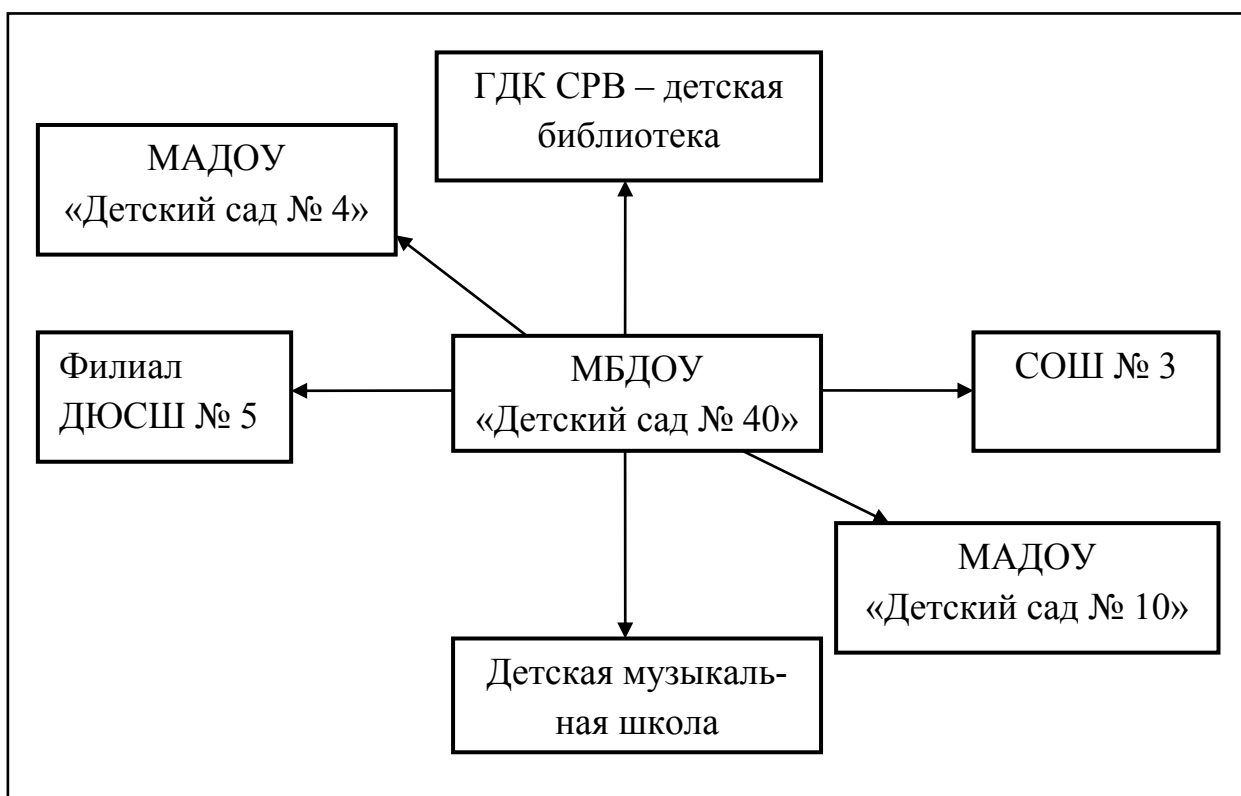 ГДК СРВ – детская
библиотека
МАДОУ
«Детский сад № 4»
Филиал
ДЮСШ № 5
МБДОУ
«Детский сад № 40»
СОШ № 3
МАДОУ
«Детский сад № 10»
Детская музыкаль-
ная школа